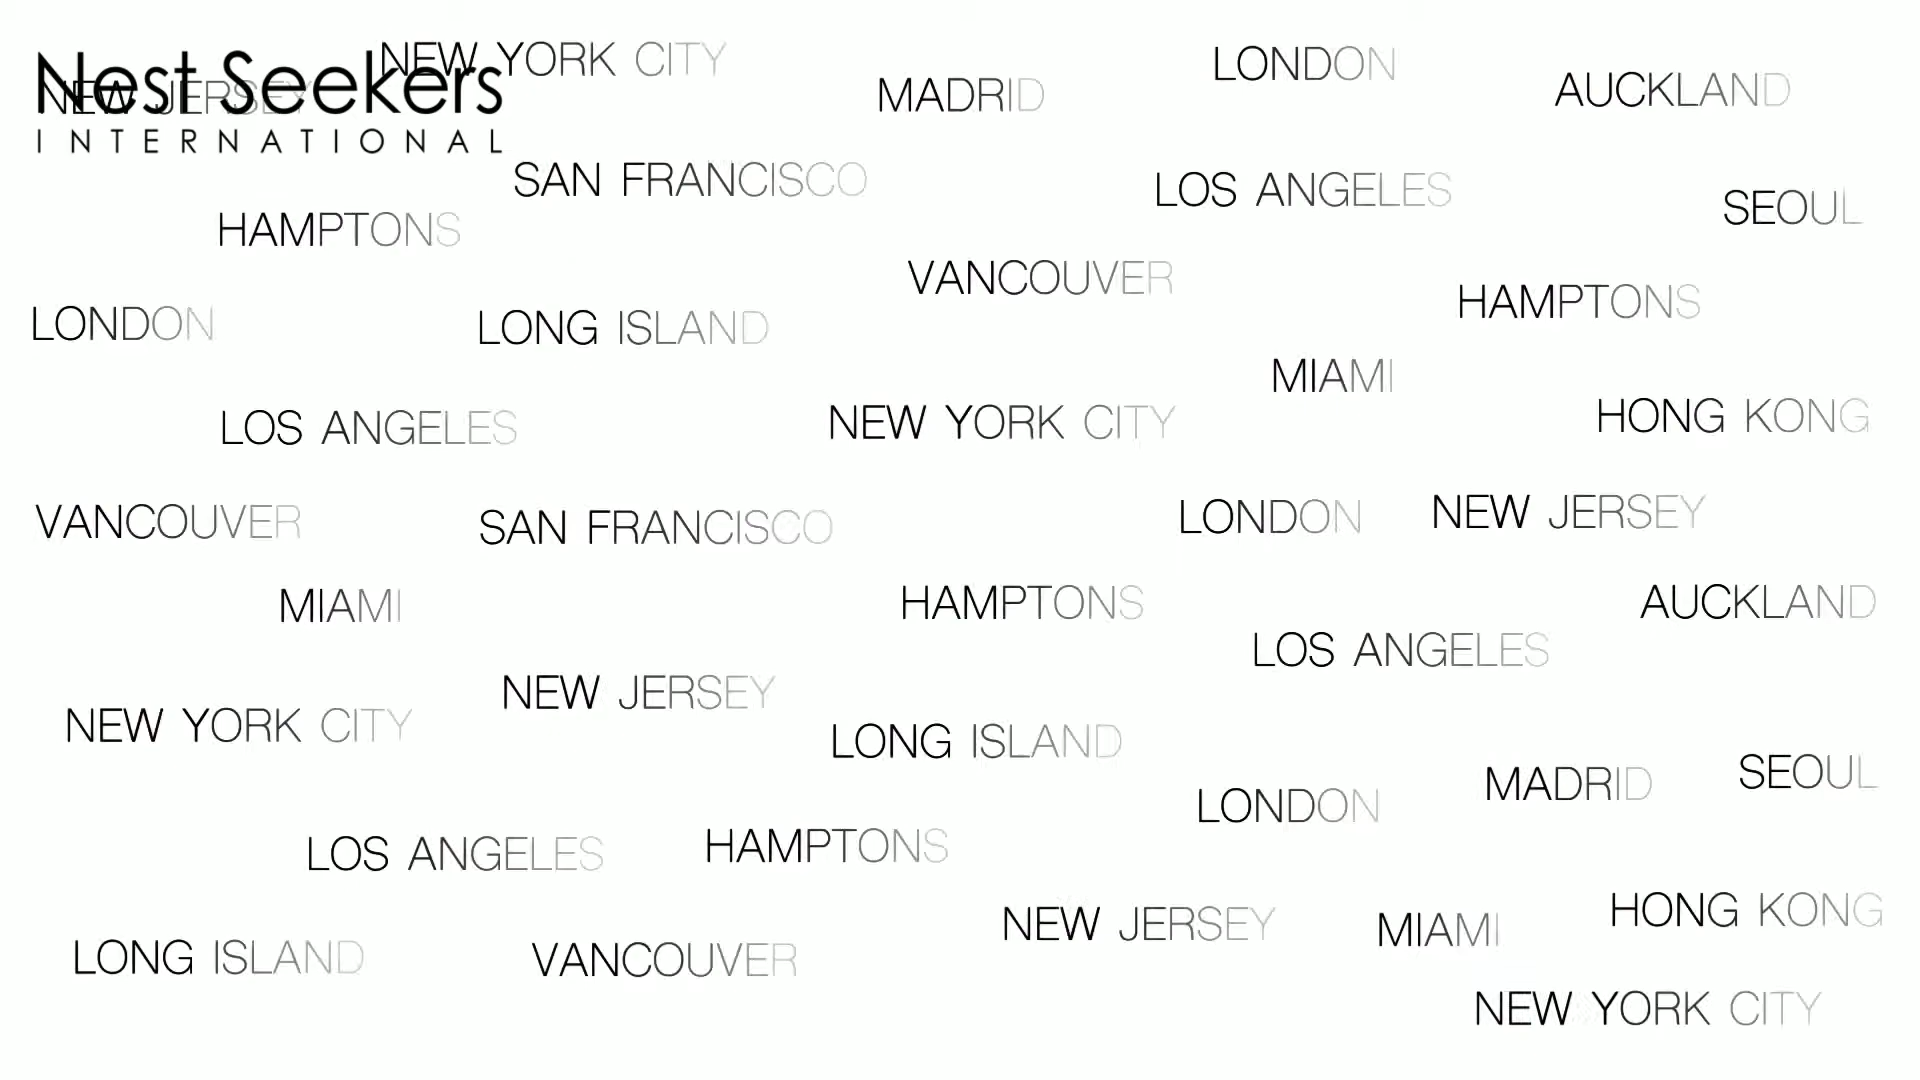 Nest Seekers
INTERNATIONAL
NEW YORK CITY
NEW JERSEY
MADRID
LONDON
AUCKLAND
SAN FRANCISCO
LOS ANGELES
SEOUL
HAMPTONS
VANCOUVER
HAMPTONS
LONDON
LONG ISLAND
MIAMI
LOS ANGELES
NEW YORK CITY
HONG KONG
VANCOUVER
SAN FRANCISCO
LONDON
NEW JERSEY
MIAMI
HAMPTONS
AUCKLAND
LOS ANGELES
NEW JERSEY
NEW YORK CITY
LONG ISLAND
MADRID
SEOUL
LONDON
LOS ANGELES
HAMPTONS
NEW JERSEY
MIAMI
HONG KONG
LONG ISLAND
VANCOUVER
NEW YORK CITY